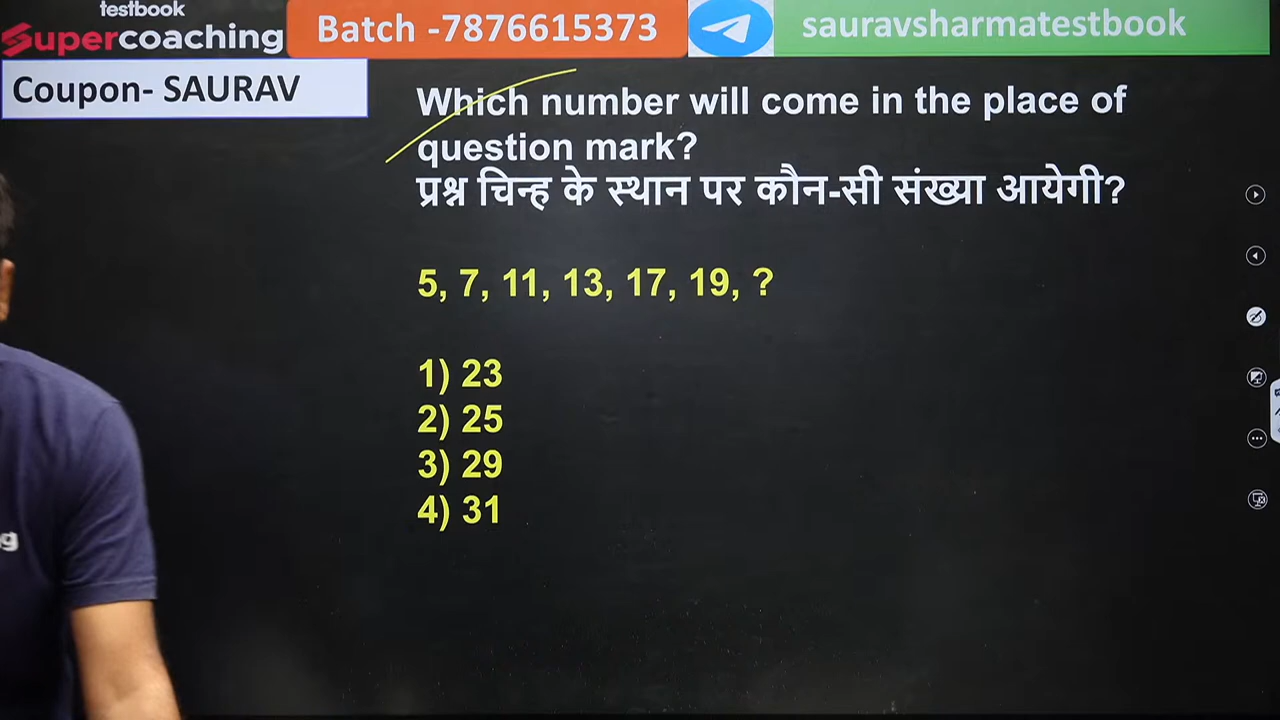 testbook
Supercoaching
Batch -7876615373
sauravsharmatestbook
Coupon- SAURAV
Which number will come in the place of
question mark?
प्रश्न चिन्ह के स्थान पर कौन-सी संख्या आयेगी?
5, 7, 11, 13, 17, 19, ?
1) 23
2) 25
3) 29
4) 31